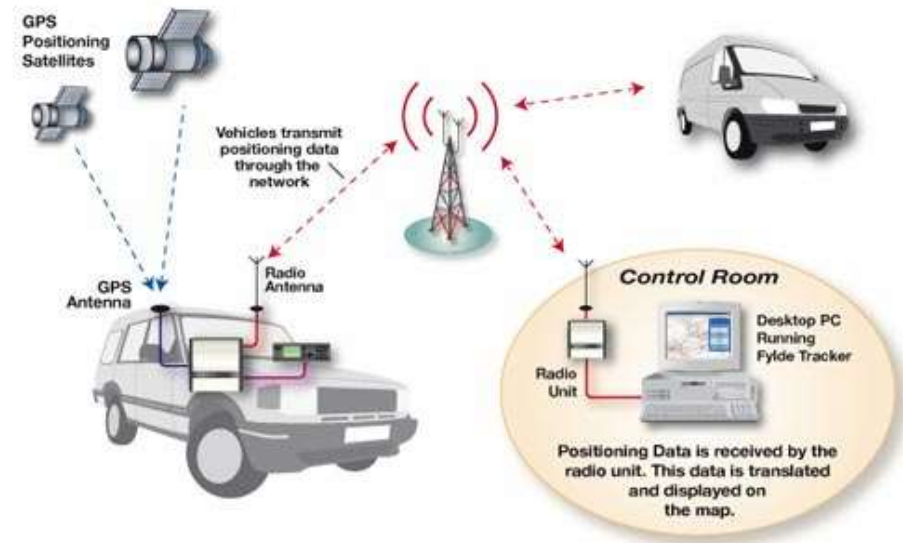 GPS
Positioning
Satellites
Vehicles transmit
positioning data
through the
network
GPS
Antenna
Radio
Antenna
Control Room
Desktop PC
Running
Fylde Tracker
Radio
Unit
Positioning Data is received by the
radio unit. This data is translated
and displayed on
the map.